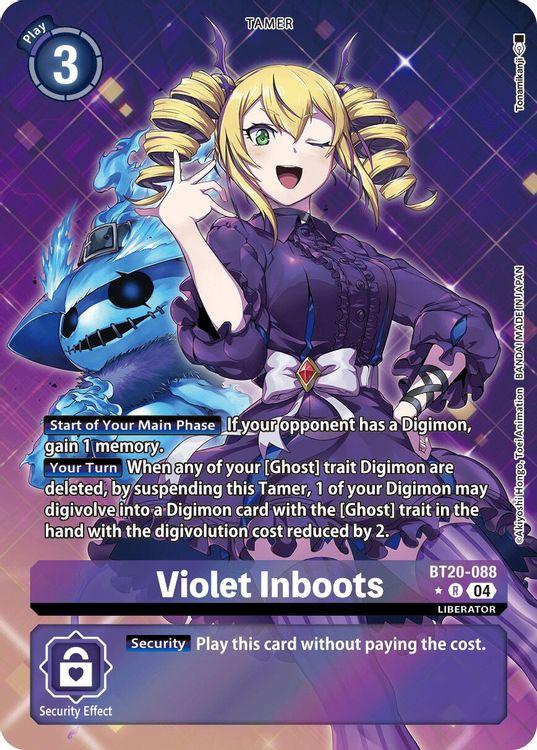 TAMER
Play
3
Tonamikanji
Start of Your Main Phase If your opponent has a Digimon,
gain 1 memory.
Your Turn When any of your [Ghost] trait Digimon are
deleted, by suspending this Tamer, 1 of your Digimon may
digivolve into a Digimon card with the [Ghost] trait in the
hand with the digivolution cost reduced by 2.
©Akiyoshi Hongo, Toei Animation BANDAI MADE IN JAPAN
Violet Inboots
BT20-088
R 04
LIBERATOR
Security Play this card without paying the cost.
Security Effect